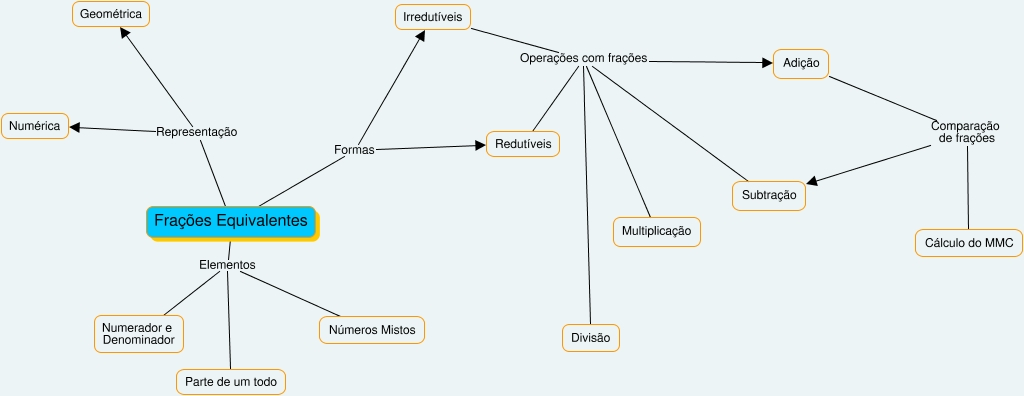 Geométrica
Irredutíveis
Operações com frações
Adição
Numérica
Representação
Comparação
de frações
Formas
Redutíveis
Subtração
Frações Equivalentes
Multiplicação
Cálculo do MMC
Elementos
Numerador e
Denominador
Números Mistos
Divisão
Parte de um todo